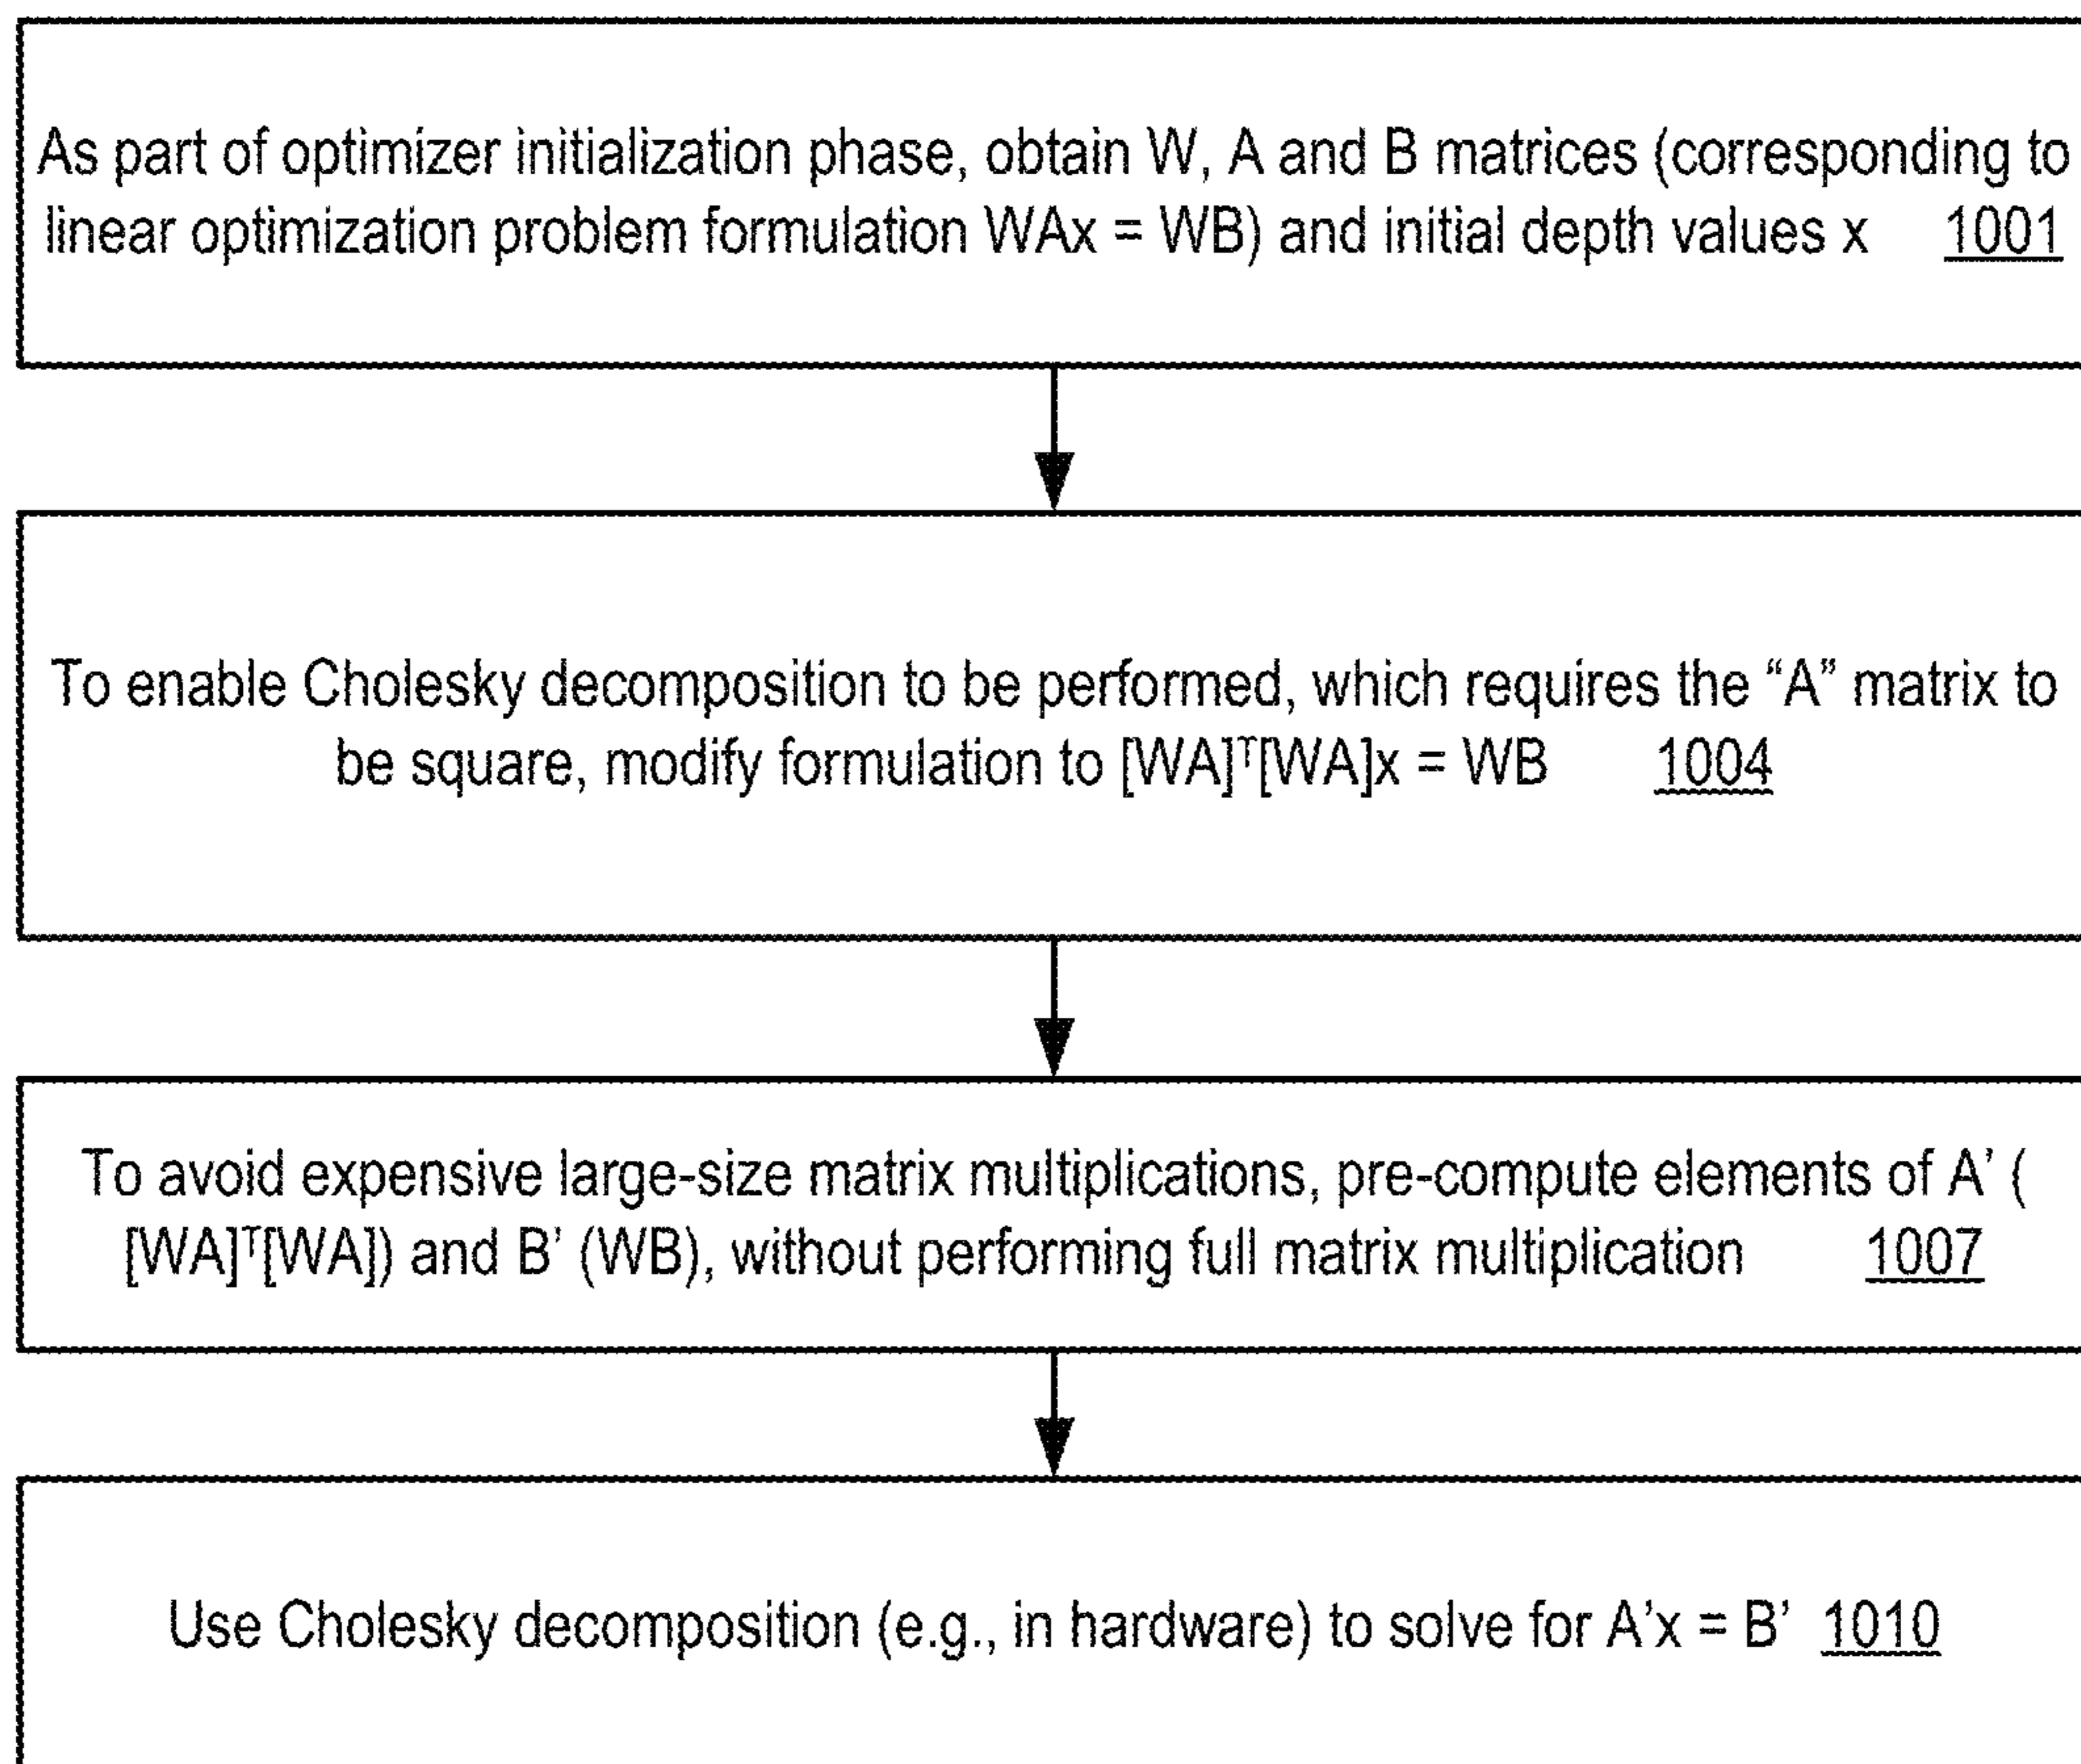 As part of optimizer initialization phase, obtain W, A and B matrices (corresponding to
linear optimization problem formulation WAx = WB) and initial depth values x 1001
To enable Cholesky decomposition to be performed, which requires the “A” matrix to
be square, modify formulation to [WA]ᵀ[WA]x = WB 1004
To avoid expensive large-size matrix multiplications, pre-compute elements of A’ (
[WA]ᵀ[WA]) and B’ (WB), without performing full matrix multiplication 1007
Use Cholesky decomposition (e.g., in hardware) to solve for A’x = B’ 1010